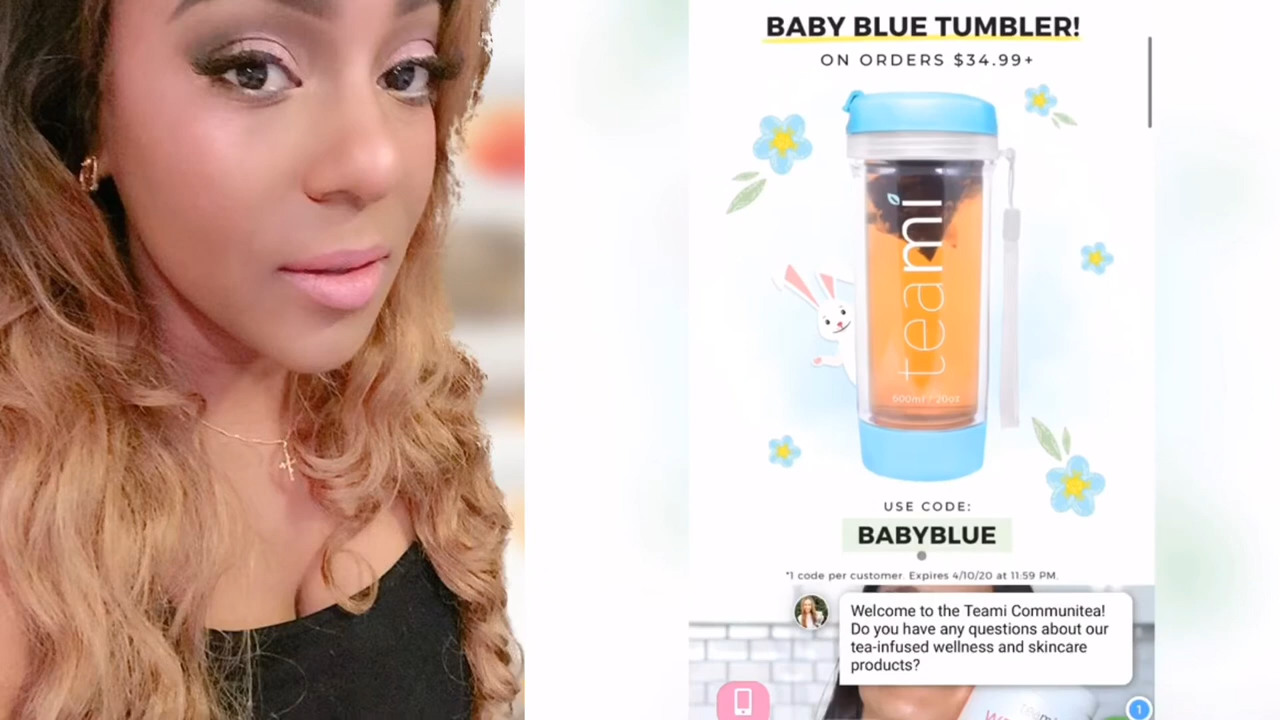 BABY BLUE TUMBLER!
ON ORDERS $34.99+
teami
600ml / 20oz
USE CODE:
BABYBLUE
*1 code per customer. Expires 4/10/20 at 11:59 PM.
Welcome to the Teami Communitea!
Do you have any questions about our
tea-infused wellness and skincare
products?
teami
1